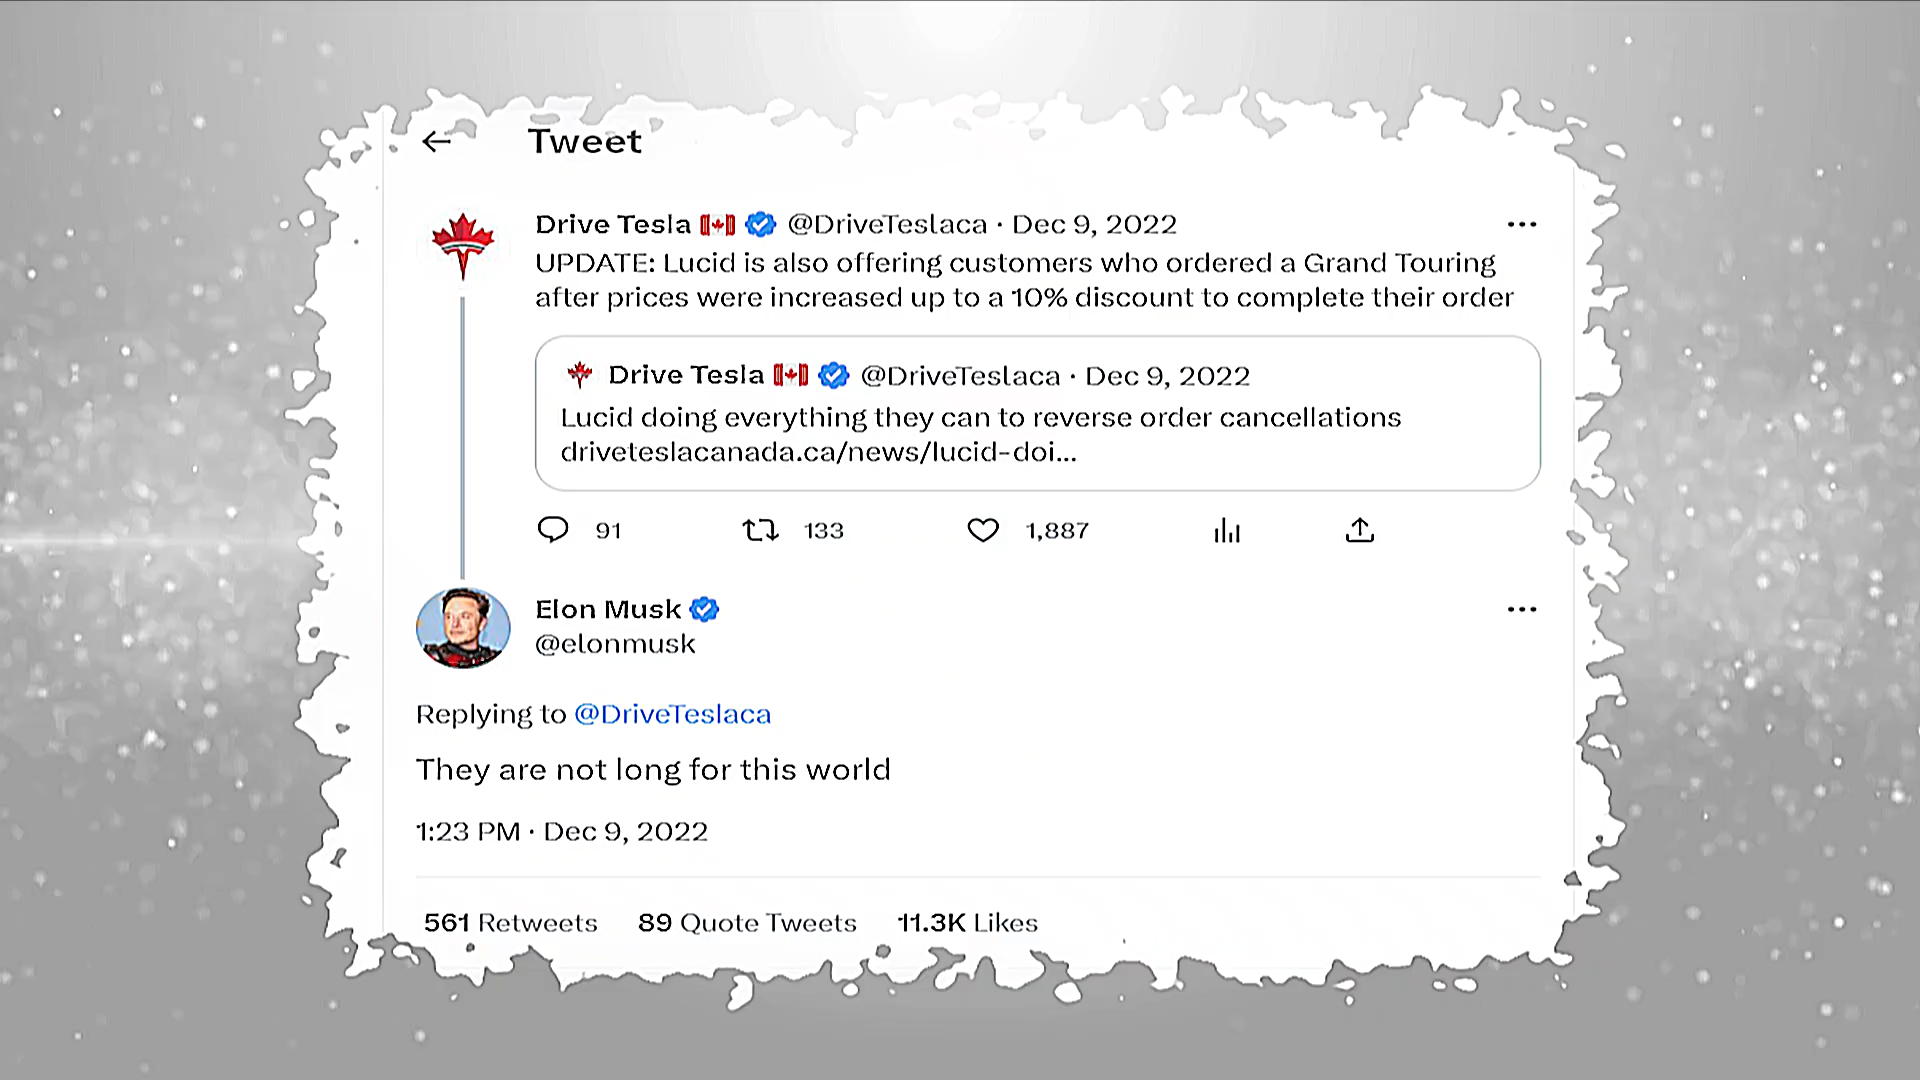 Tweet
Drive Tesla 🇨🇦 @DriveTeslaca · Dec 9, 2022
UPDATE: Lucid is also offering customers who ordered a Grand Touring
after prices were increased up to a 10% discount to complete their order
Drive Tesla 🇨🇦 @DriveTeslaca · Dec 9, 2022
Lucid doing everything they can to reverse order cancellations
driveteslacanada.ca/news/lucid-doi...
91 133 1,887
Elon Musk
@elonmusk
Replying to @DriveTeslaca
They are not long for this world
1:23 PM · Dec 9, 2022
561 Retweets 89 Quote Tweets 11.3K Likes